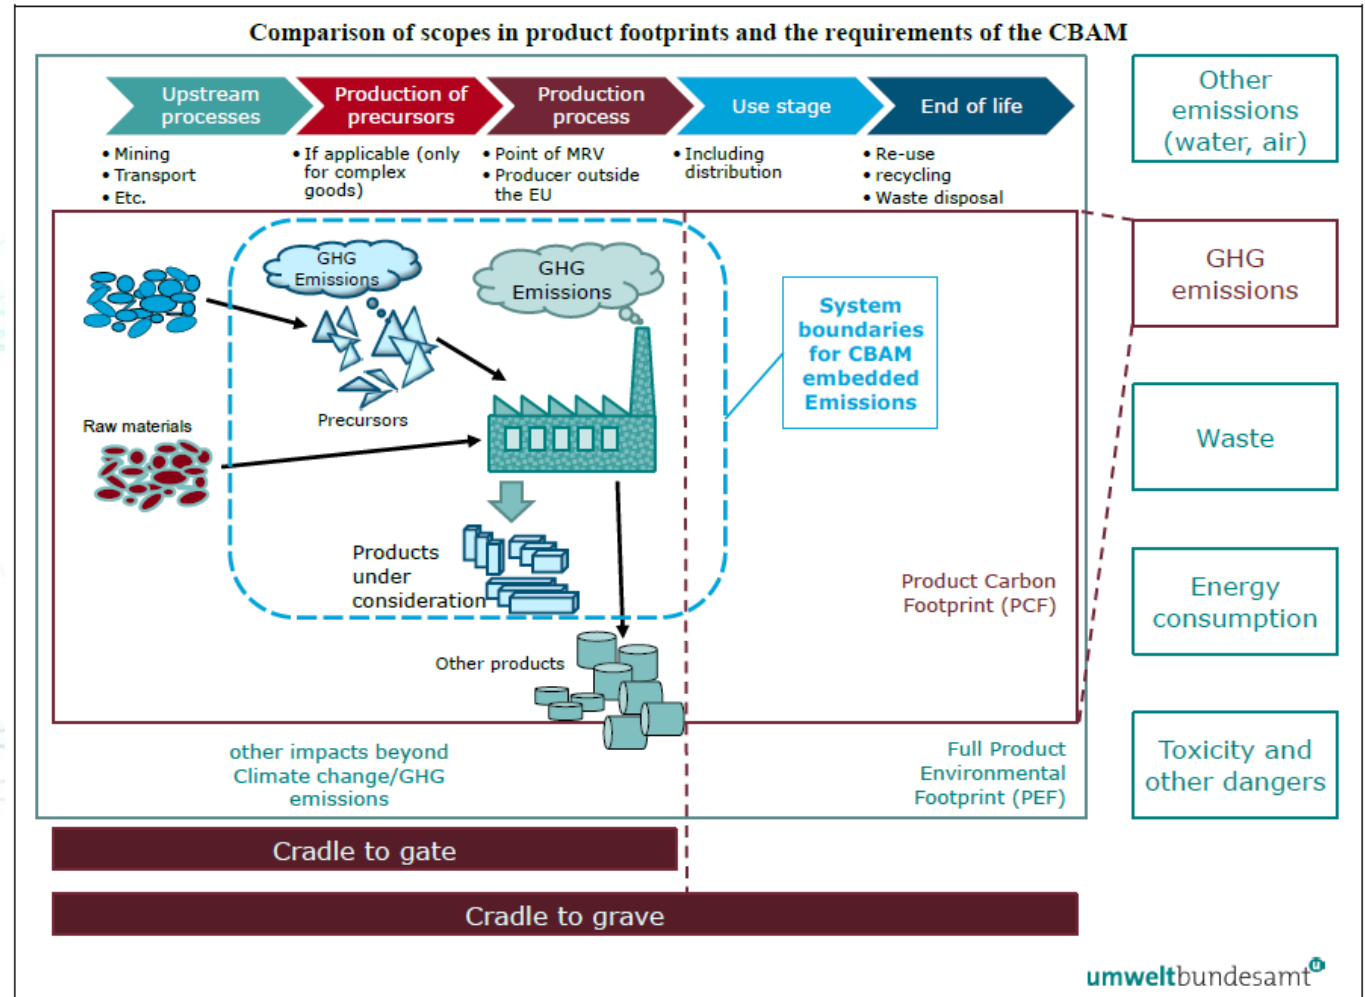 Comparison of scopes in product footprints and the requirements of the CBAM
Upstream
processes
Production of
precursors
Production
process
Use stage
End of life
• Mining
• Transport
• Etc.
• If applicable (only
for complex
goods)
• Point of MRV
• Producer outside
the EU
• Including
distribution
• Re-use
• recycling
• Waste disposal
GHG
Emissions
GHG
Emissions
System
boundaries
for CBAM
embedded
Emissions
Precursors
Raw materials
Products
under
consideration
Other products
Product Carbon
Footprint (PCF)
other impacts beyond
Climate change/GHG
emissions
Full Product
Environmental
Footprint (PEF)
Other
emissions
(water, air)
GHG
emissions
Waste
Energy
consumption
Toxicity and
other dangers
Cradle to gate
Cradle to grave
umweltbundesamt
u